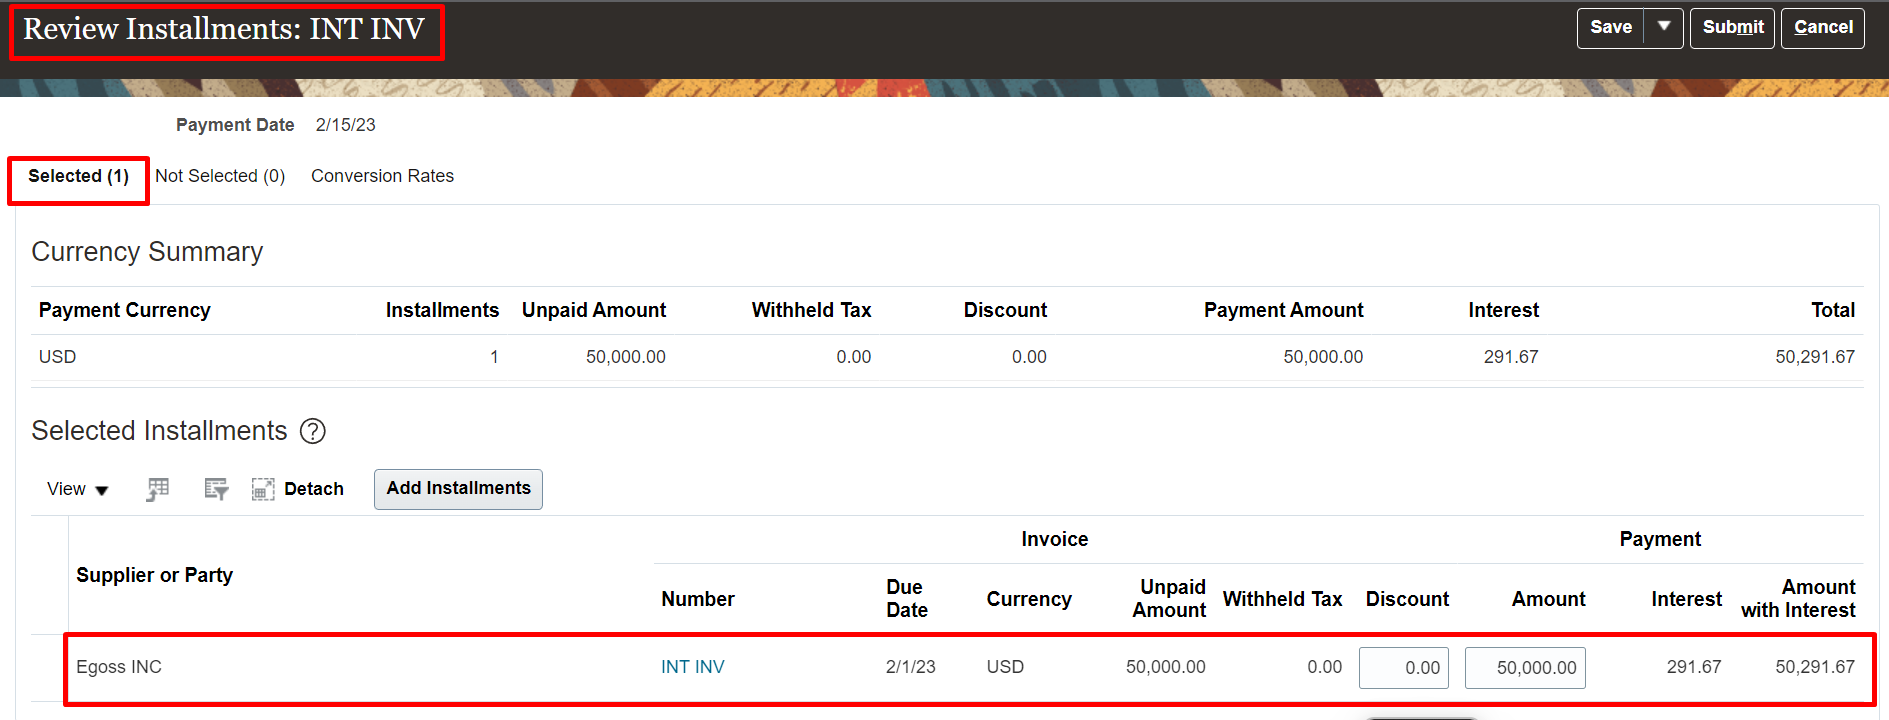 Review Installments: INT INV
Save
Submit
Cancel
Payment Date 2/15/23
Selected (1) Not Selected (0) Conversion Rates
Currency Summary
Payment Currency Installments Unpaid Amount Withheld Tax Discount Payment Amount Interest Total
USD 1 50,000.00 0.00 0.00 50,000.00 291.67 50,291.67
Selected Installments ?
View Detach Add Installments
Invoice Payment
Supplier or Party
Number Due Date Currency Unpaid Amount Withheld Tax Discount Amount Interest Amount with Interest
Egoss INC INT INV 2/1/23 USD 50,000.00 0.00 0.00 50,000.00 291.67 50,291.67